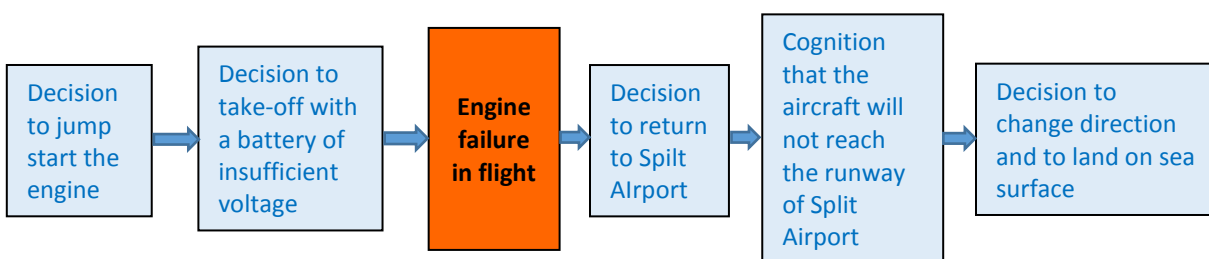 Decision
to jump
start the
engine
Decision to
take-off with
a battery of
insufficient
voltage
Engine
failure
in flight
Decision
to return
to Spilt
AIrport
Cognition
that the
aircraft will
not reach
the runway
of Split
Airport
Decision to
change direction
and to land on sea
surface